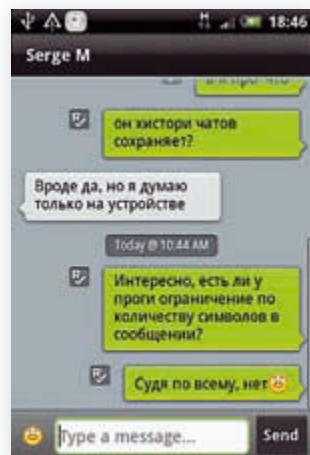 18:46
Serge M
он хистори чатов
сохраняет?
Вроде да, но я думаю
только на устройстве
Today @ 10:44 AM
Интересно, есть ли у
проги ограничение по
количеству символов в
сообщении?
Судя по всему, нет
Type a message...
Send